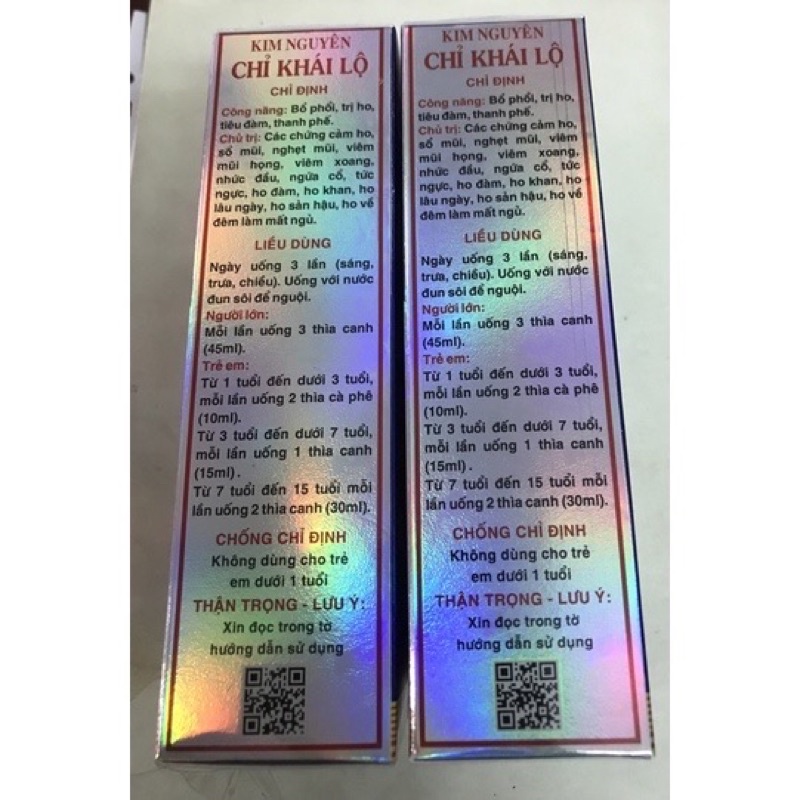 KIM NGUYÊN
CHỈ KHÁI LỘ
CHỈ ĐỊNH
Công năng: Bổ phổi, trị ho,
tiêu đàm, thanh phế.
Chủ trị: Các chứng cảm ho,
sổ mũi, nghẹt mũi, viêm
mũi họng, viêm xoang,
nhức đầu, ngứa cổ, tức
ngực, ho đàm, ho khan, ho
lâu ngày, ho sản hậu, ho về
đêm làm mất ngủ.
LIỀU DÙNG
Ngày uống 3 lần (sáng,
trưa, chiều). Uống với nước
đun sôi để nguội.
Người lớn:
Mỗi lần uống 3 thìa canh
(45ml).
Trẻ em:
Từ 1 tuổi đến dưới 3 tuổi,
mỗi lần uống 2 thìa cà phê
(10ml).
Từ 3 tuổi đến dưới 7 tuổi,
mỗi lần uống 1 thìa canh
(15ml).
Từ 7 tuổi đến 15 tuổi mỗi
lần uống 2 thìa canh (30ml).
CHỐNG CHỈ ĐỊNH
Không dùng cho trẻ
em dưới 1 tuổi
THẬN TRỌNG - LƯU Ý:
Xin đọc trong tờ
hướng dẫn sử dụng
KIM NGUYÊN
CHỈ KHÁI LỘ
CHỈ ĐỊNH
Công năng: Bổ phổi, trị ho,
tiêu đàm, thanh phế.
Chủ trị: Các chứng cảm ho,
sổ mũi, nghẹt mũi, viêm
mũi họng, viêm xoang,
nhức đầu, ngứa cổ, tức
ngực, ho đàm, ho khan, ho
lâu ngày, ho sản hậu, ho về
đêm làm mất ngủ.
LIỀU DÙNG
Ngày uống 3 lần (sáng,
trưa, chiều). Uống với nước
đun sôi để nguội.
Người lớn:
Mỗi lần uống 3 thìa canh
(45ml).
Trẻ em:
Từ 1 tuổi đến dưới 3 tuổi,
mỗi lần uống 2 thìa cà phê
(10ml).
Từ 3 tuổi đến dưới 7 tuổi,
mỗi lần uống 1 thìa canh
(15ml).
Từ 7 tuổi đến 15 tuổi mỗi
lần uống 2 thìa canh (30ml).
CHỐNG CHỈ ĐỊNH
Không dùng cho trẻ
em dưới 1 tuổi
THẬN TRỌNG - LƯU Ý:
Xin đọc trong tờ
hướng dẫn sử dụng